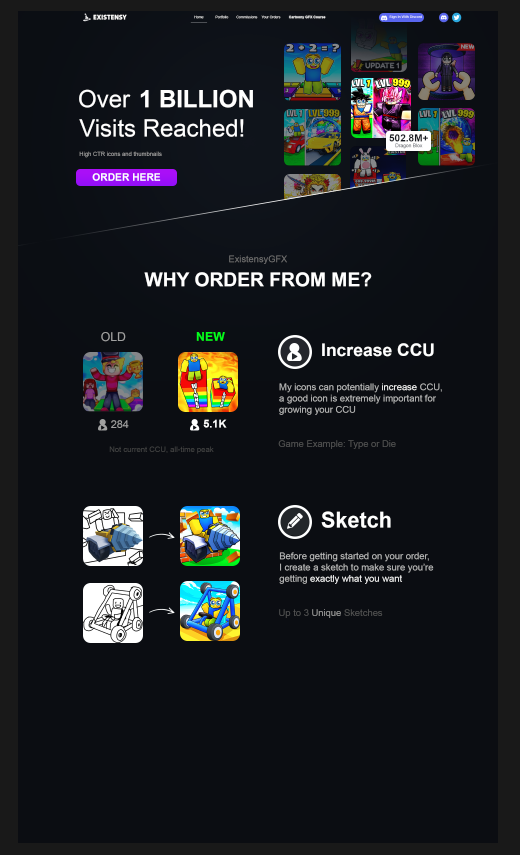 EXISTENSY
Home Portfolio Commissions Your Orders Existensy GFX Course
Sign in With Discord
2 + 2 = ?
UPDATE 1
NEW
Over 1 BILLION
Visits Reached!
High CTR icons and thumbnails
ORDER HERE
LVL 1 LVL 999
LVL 1 LVL 999
LVL 1 LVL 999
502.8M+
Dragon Blox
ExistensyGFX
WHY ORDER FROM ME?
OLD
NEW
284
5.1K
Not current CCU, all-time peak
Increase CCU
My icons can potentially increase CCU,
a good icon is extremely important for
growing your CCU
Game Example: Type or Die
Sketch
Before getting started on your order,
I create a sketch to make sure you're
getting exactly what you want
Up to 3 Unique Sketches